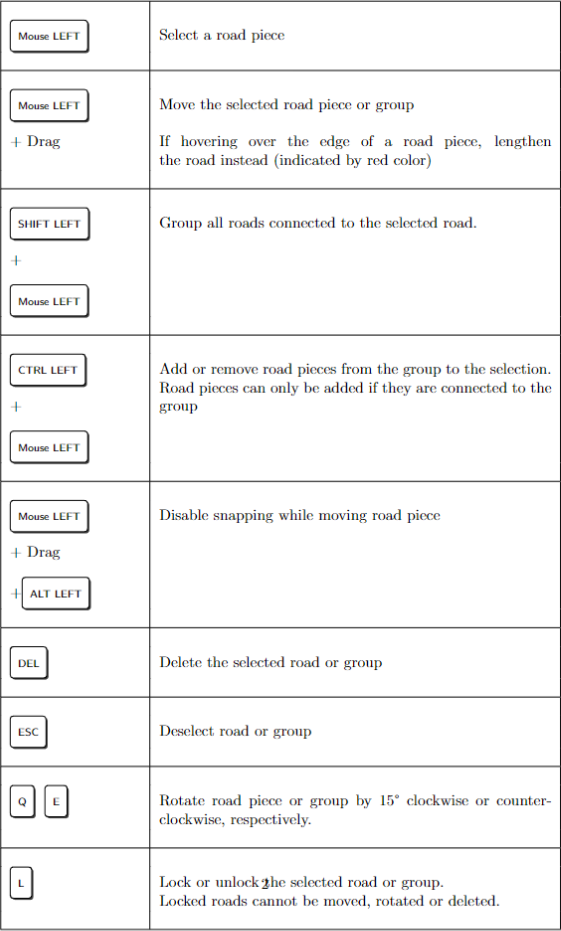 Mouse LEFT Select a road piece
Mouse LEFT Move the selected road piece or group
+ Drag If hovering over the edge of a road piece, lengthen
the road instead (indicated by red color)
SHIFT LEFT Group all roads connected to the selected road.
+
Mouse LEFT
CTRL LEFT Add or remove road pieces from the group to the selection.
Road pieces can only be added if they are connected to the
+ group
Mouse LEFT
Mouse LEFT Disable snapping while moving road piece
+ Drag
+ ALT LEFT
DEL Delete the selected road or group
ESC Deselect road or group
Q E Rotate road piece or group by 15° clockwise or counter-
clockwise, respectively.
L Lock or unlock the selected road or group.
2
Locked roads cannot be moved, rotated or deleted.